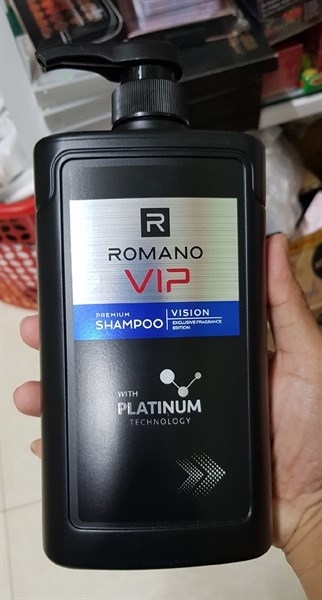 R
ROMANO
VIP
PREMIUM
SHAMPOO
VISION
EXCLUSIVE FRAGRANCE
EDITION
WITH
PLATINUM
TECHNOLOGY